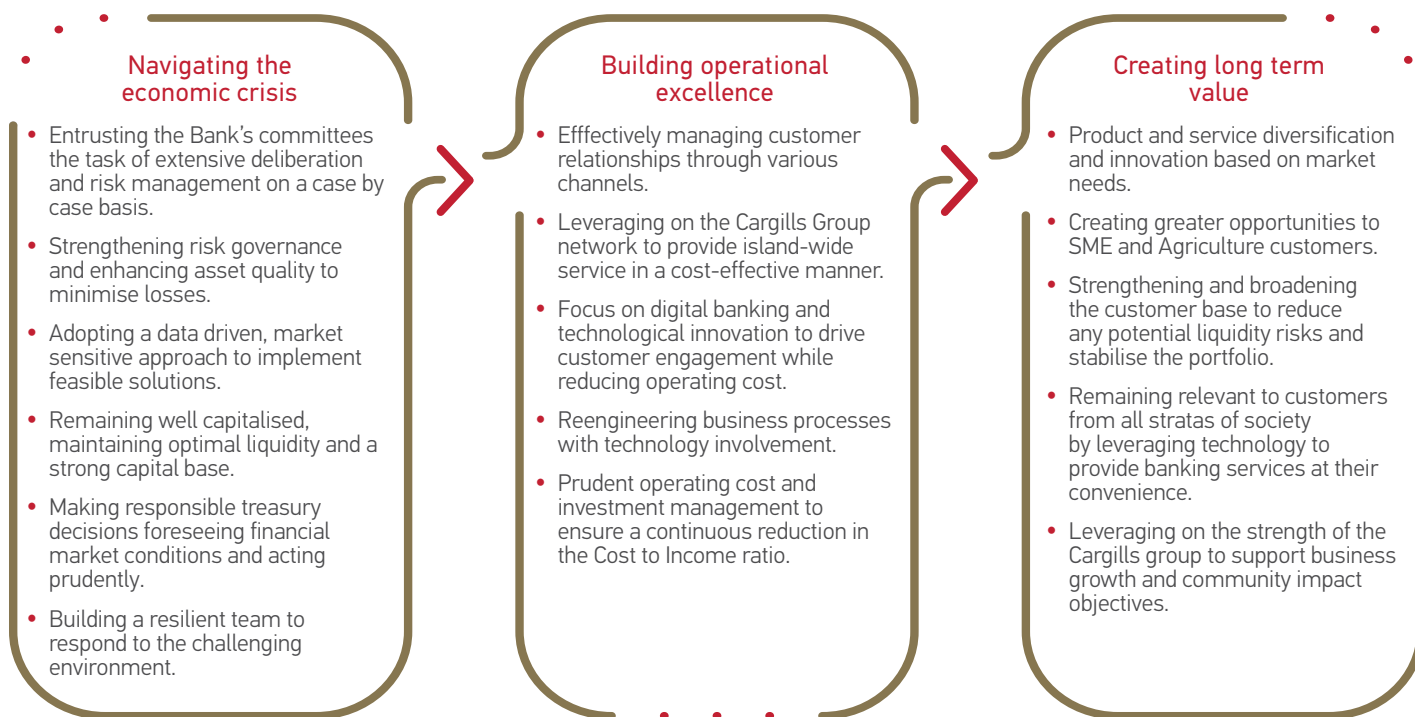 Navigating the
economic crisis
• Entrusting the Bank's committees
the task of extensive deliberation
and risk management on a case by
case basis.
• Strengthening risk governance
and enhancing asset quality to
minimise losses.
• Adopting a data driven, market
sensitive approach to implement
feasible solutions.
• Remaining well capitalised,
maintaining optimal liquidity and a
strong capital base.
• Making responsible treasury
decisions foreseeing financial
market conditions and acting
prudently.
• Building a resilient team to
respond to the challenging
environment.
Building operational
excellence
• Efffectively managing customer
relationships through various
channels.
• Leveraging on the Cargills Group
network to provide island-wide
service in a cost-effective manner.
• Focus on digital banking and
technological innovation to drive
customer engagement while
reducing operating cost.
• Reengineering business processes
with technology involvement.
• Prudent operating cost and
investment management to
ensure a continuous reduction in
the Cost to Income ratio.
Creating long term
value
• Product and service diversification
and innovation based on market
needs.
• Creating greater opportunities to
SME and Agriculture customers.
• Strengthening and broadening
the customer base to reduce
any potential liquidity risks and
stabilise the portfolio.
• Remaining relevant to customers
from all stratas of society
by leveraging technology to
provide banking services at their
convenience.
• Leveraging on the strength of the
Cargills group to support business
growth and community impact
objectives.